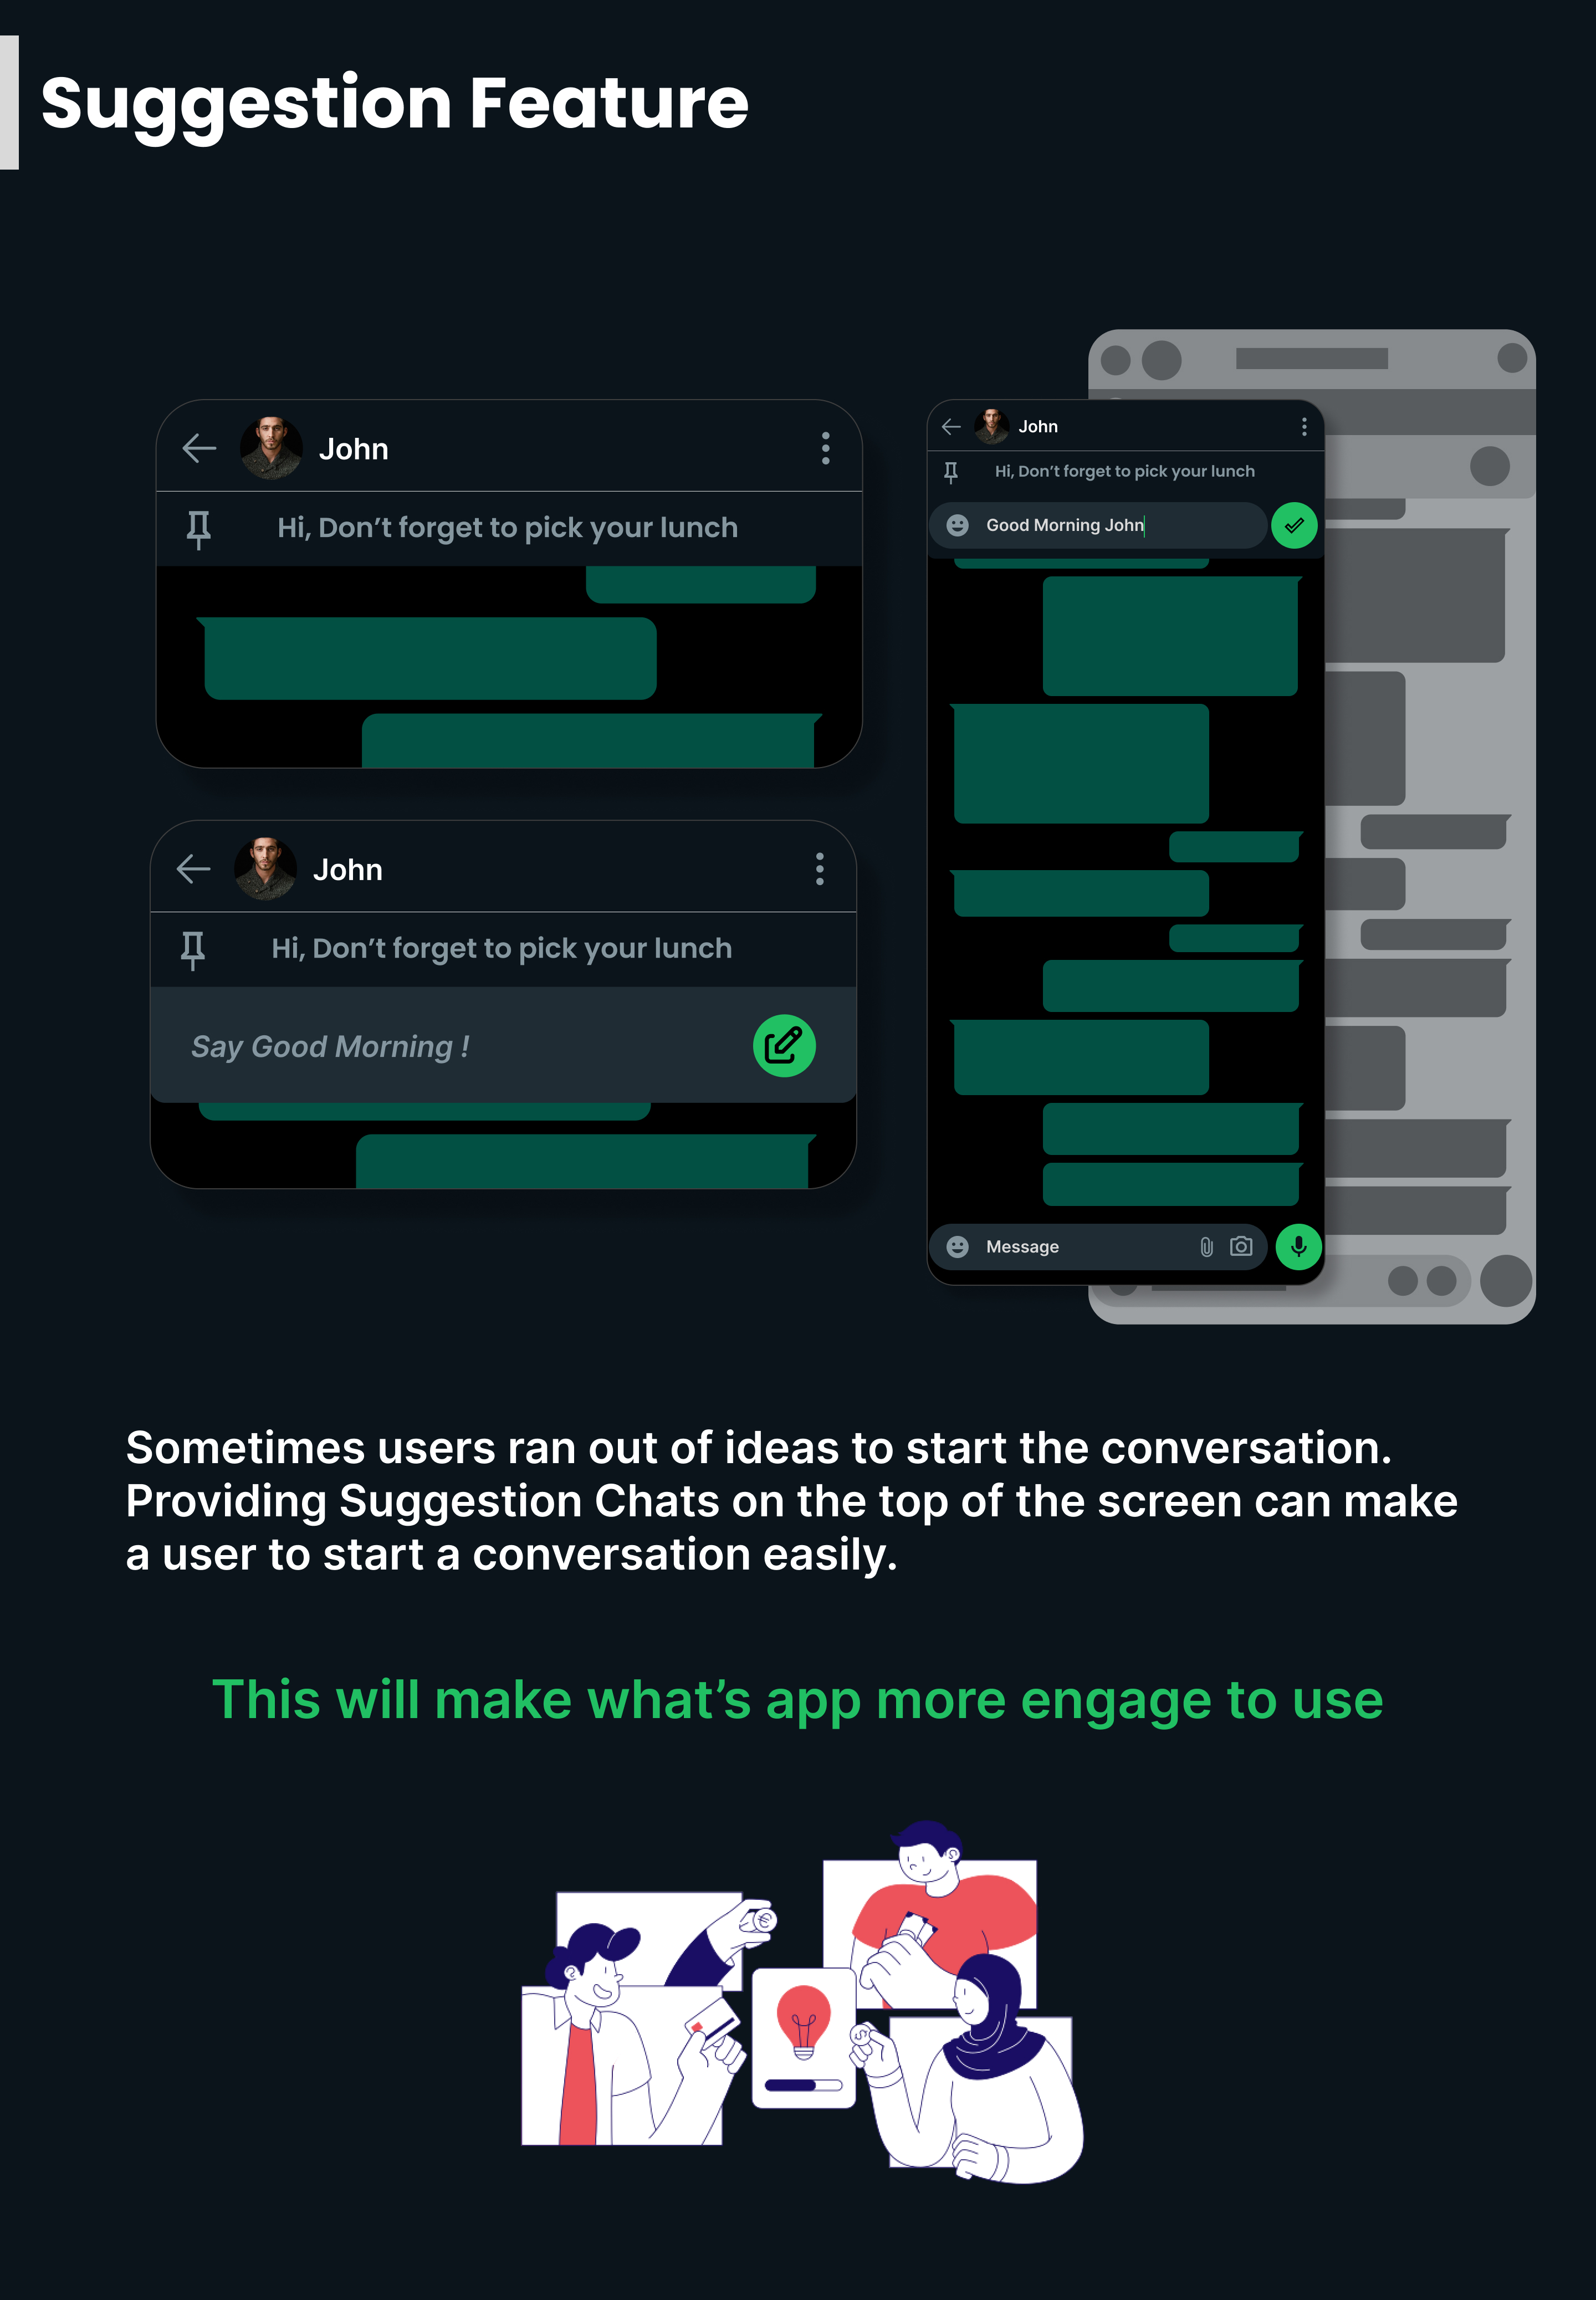 Suggestion Feature
John
Hi, Don’t forget to pick your lunch
John
Hi, Don’t forget to pick your lunch
Say Good Morning !
John
Hi, Don’t forget to pick your lunch
Good Morning John
Message
Sometimes users ran out of ideas to start the conversation.
Providing Suggestion Chats on the top of the screen can make
a user to start a conversation easily.
This will make what’s app more engage to use